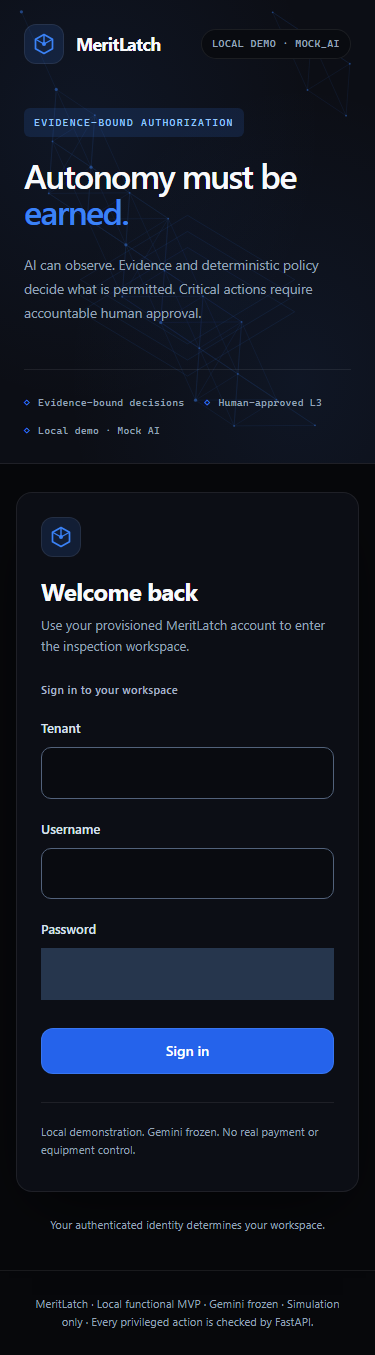 MeritLatch
LOCAL DEMO · MOCK_AI
EVIDENCE-BOUND AUTHORIZATION
Autonomy must be
earned.
AI can observe. Evidence and deterministic policy
decide what is permitted. Critical actions require
accountable human approval.
Evidence-bound decisions
Human-approved L3
Local demo · Mock AI
Welcome back
Use your provisioned MeritLatch account to enter
the inspection workspace.
Sign in to your workspace
Tenant
Username
Password
Sign in
Local demonstration. Gemini frozen. No real payment or
equipment control.
Your authenticated identity determines your workspace.
MeritLatch · Local functional MVP · Gemini frozen · Simulation
only · Every privileged action is checked by FastAPI.